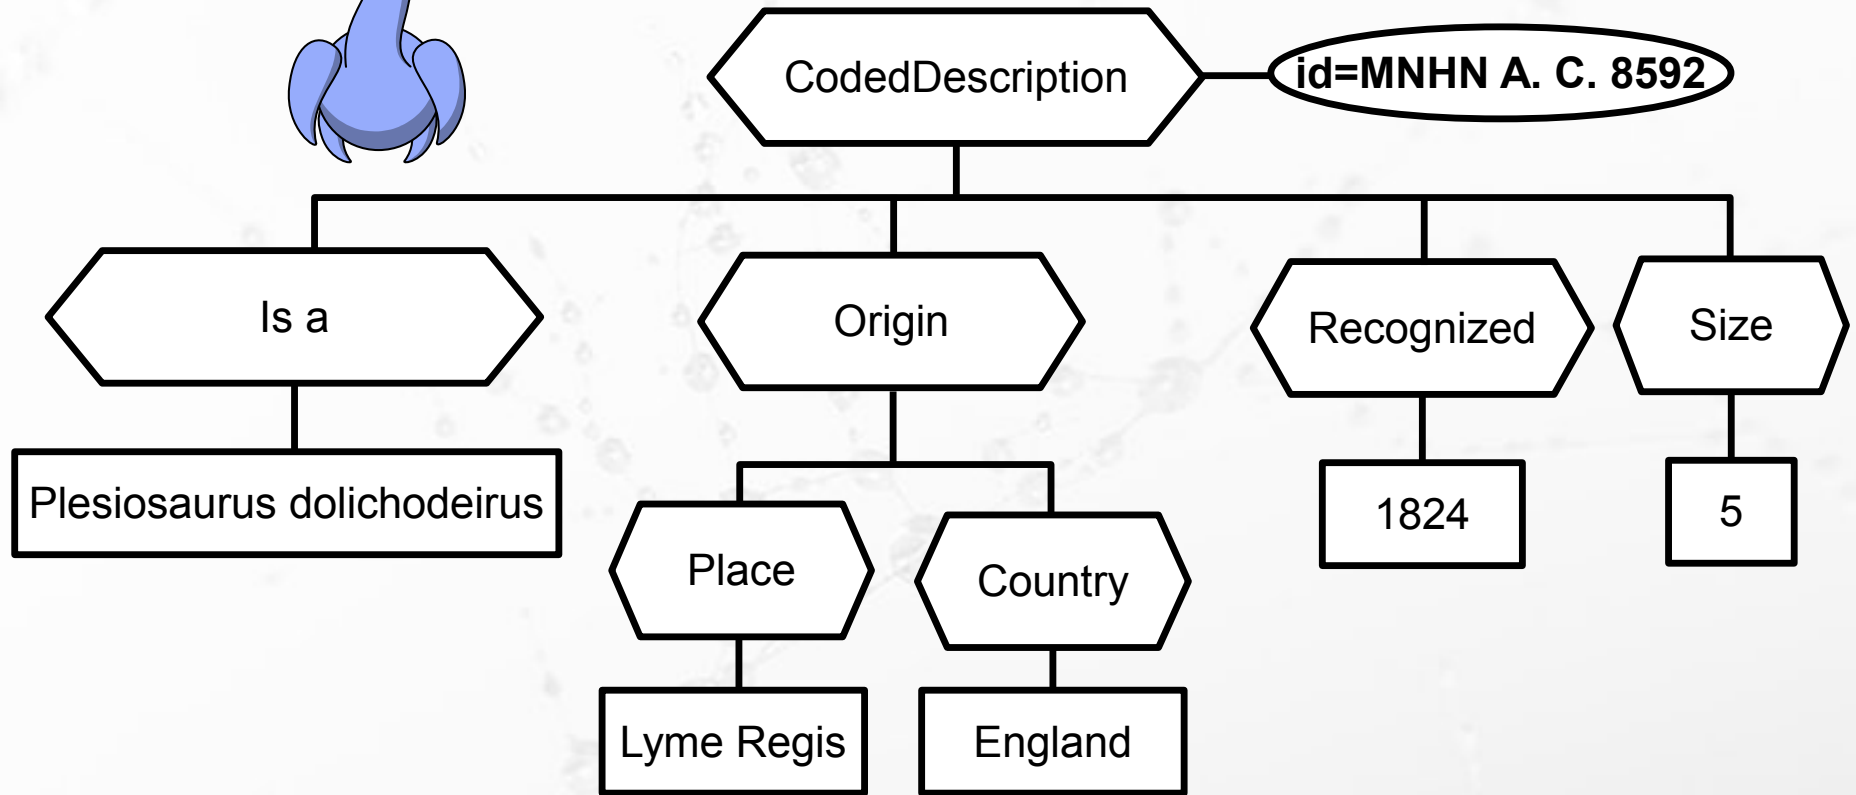 CodedDescription
id=MNHN A. C. 8592
Is a
Origin
Recognized
Size
Plesiosaurus dolichodeirus
1824
5
Place
Country
Lyme Regis
England